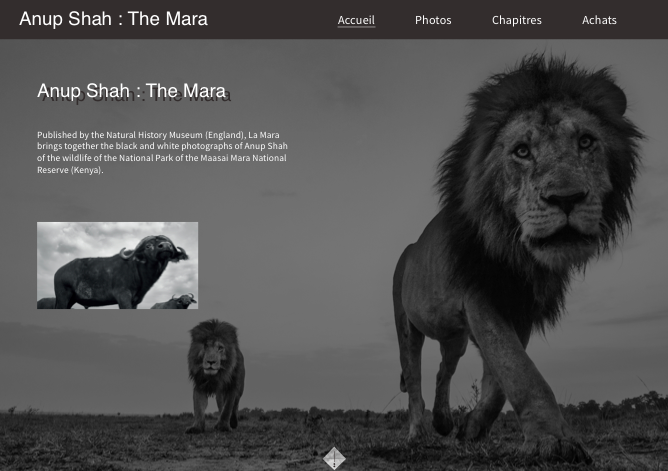 Anup Shah : The Mara
Accueil Photos Chapitres Achats
Anup Shah : The Mara
Published by the Natural History Museum (England), La Mara
brings together the black and white photographs of Anup Shah
of the wildlife of the National Park of the Maasai Mara National
Reserve (Kenya).